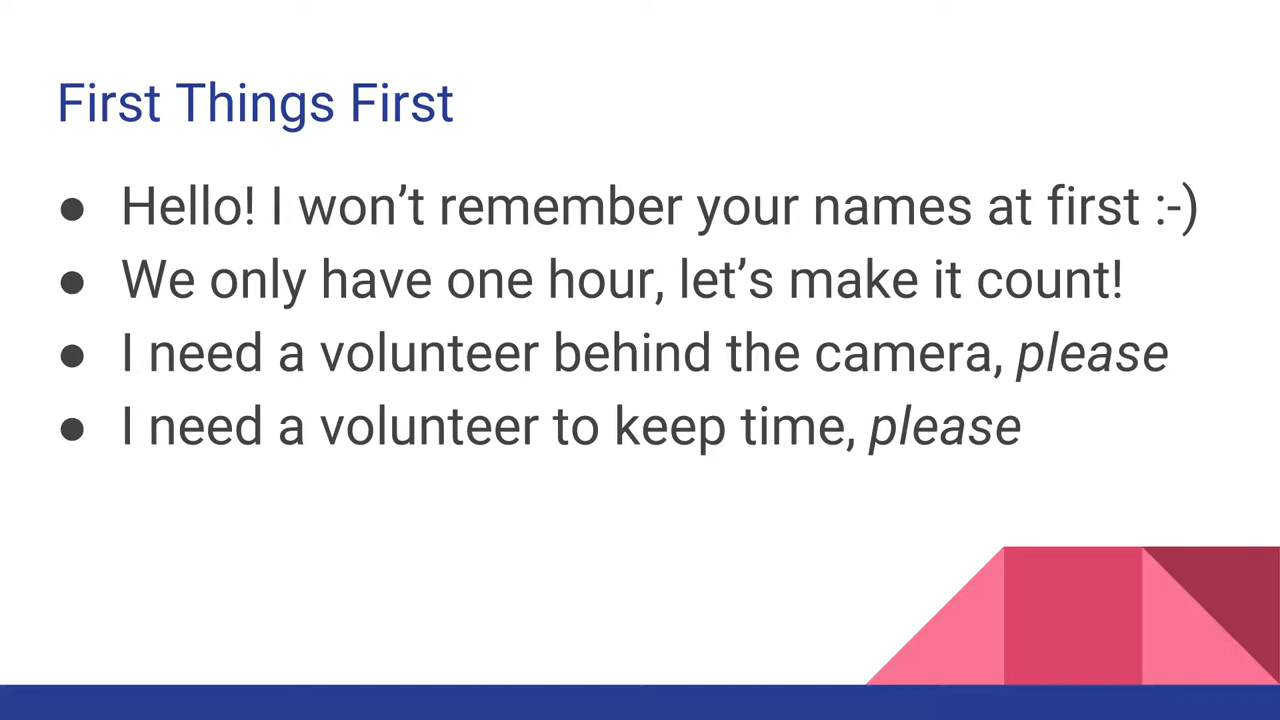 First Things First
● Hello! I won’t remember your names at first :-)
● We only have one hour, let’s make it count!
● I need a volunteer behind the camera, please
● I need a volunteer to keep time, please